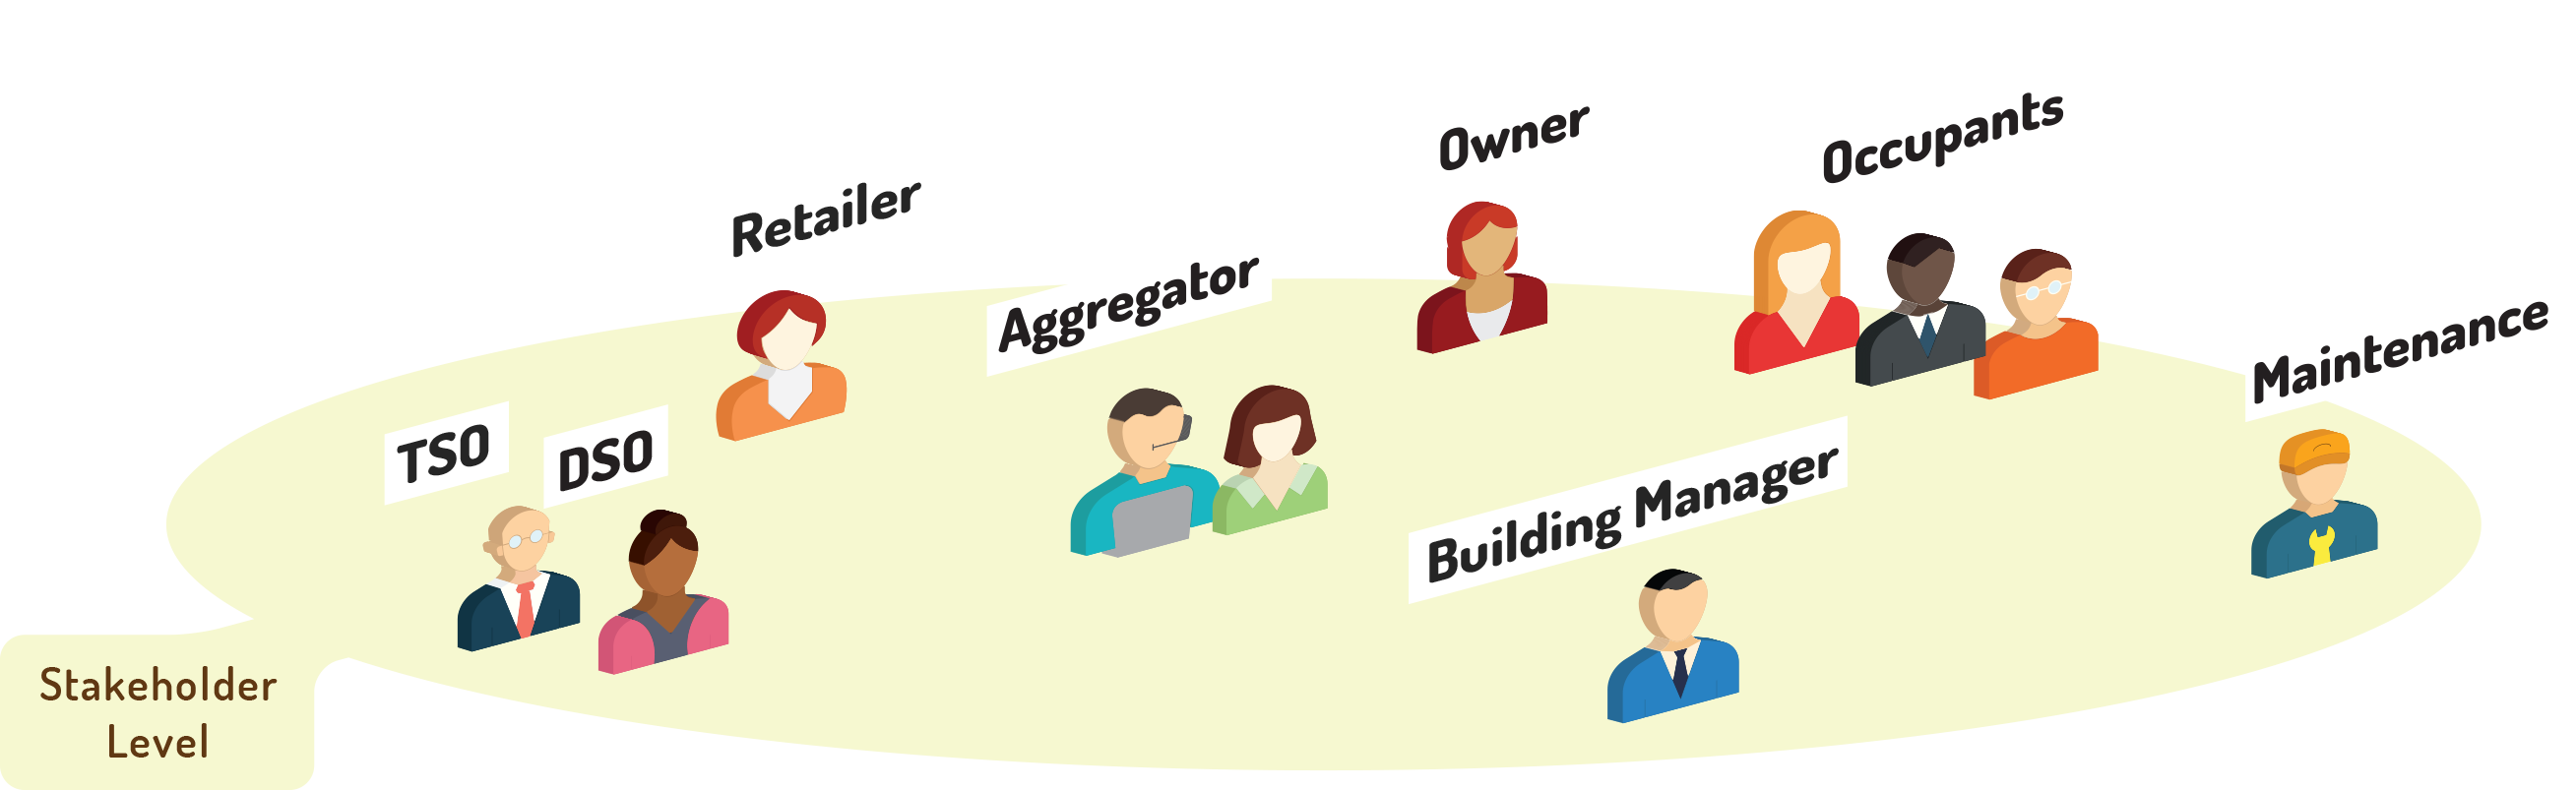 Owner
Occupants
Retailer
Aggregator
Maintenance
TSO
DSO
Building Manager
Stakeholder
Level